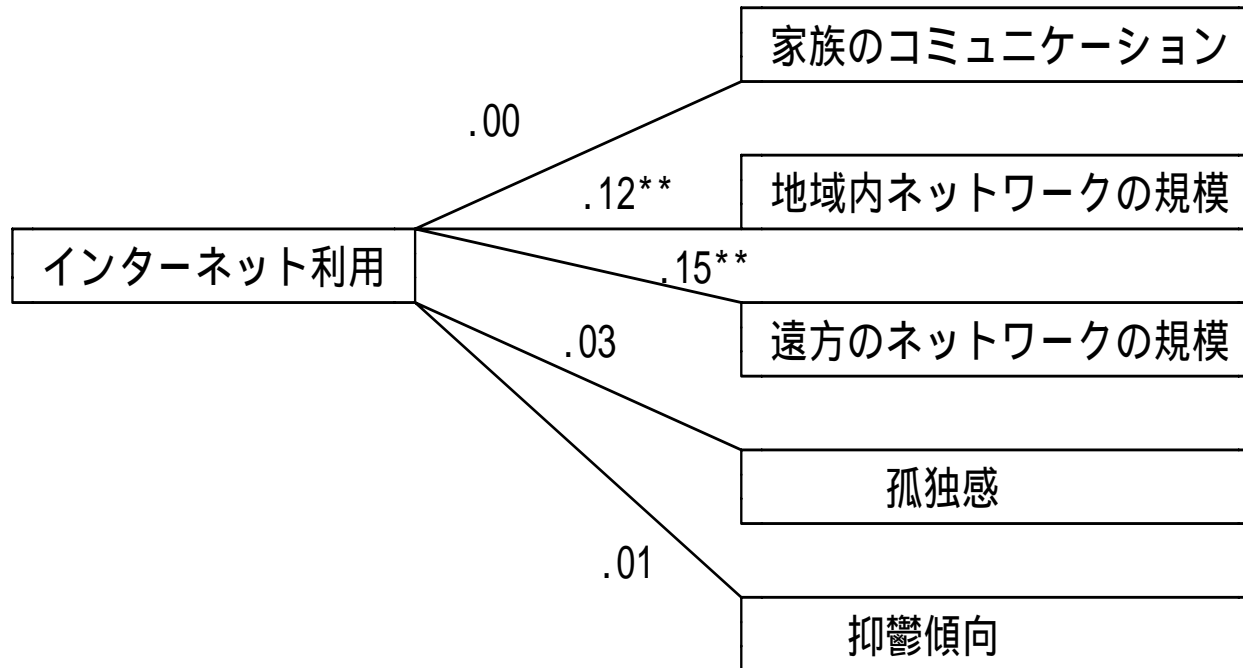 家族のコミュニケーション
.00
.12**
地域内ネットワークの規模
インターネット利用
.15**
遠方のネットワークの規模
.03
孤独感
.01
抑鬱傾向